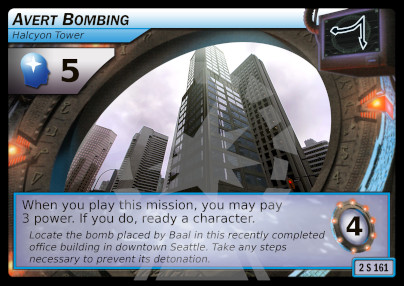 AVERT BOMBING
Halcyon Tower
5
When you play this mission, you may pay
3 power. If you do, ready a character.
Locate the bomb placed by Baal in this recently completed
office building in downtown Seattle. Take any steps
necessary to prevent its detonation.
4
2 S 161